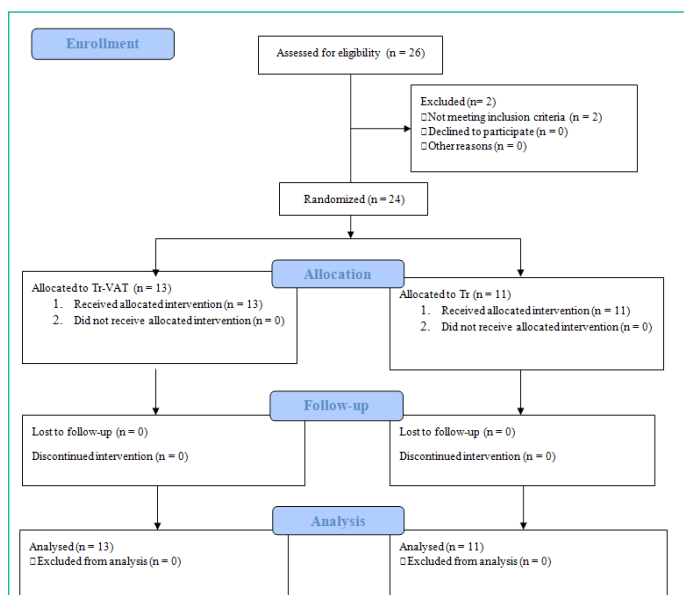 Enrollment
Assessed for eligibility (n = 26)
Excluded (n= 2)
□Not meeting inclusion criteria (n = 2)
□Declined to participate (n = 0)
□Other reasons (n = 0)
Randomized (n = 24)
Allocation
Allocated to Tr-VAT (n = 13)
1. Received allocated intervention (n = 13)
2. Did not receive allocated intervention (n = 0)
Allocated to Tr (n = 11)
1. Received allocated intervention (n = 11)
2. Did not receive allocated intervention (n = 0)
Follow-up
Lost to follow-up (n = 0)
Discontinued intervention (n = 0)
Lost to follow-up (n = 0)
Discontinued intervention (n = 0)
Analysis
Analysed (n = 13)
□Excluded from analysis (n = 0)
Analysed (n = 11)
□Excluded from analysis (n = 0)